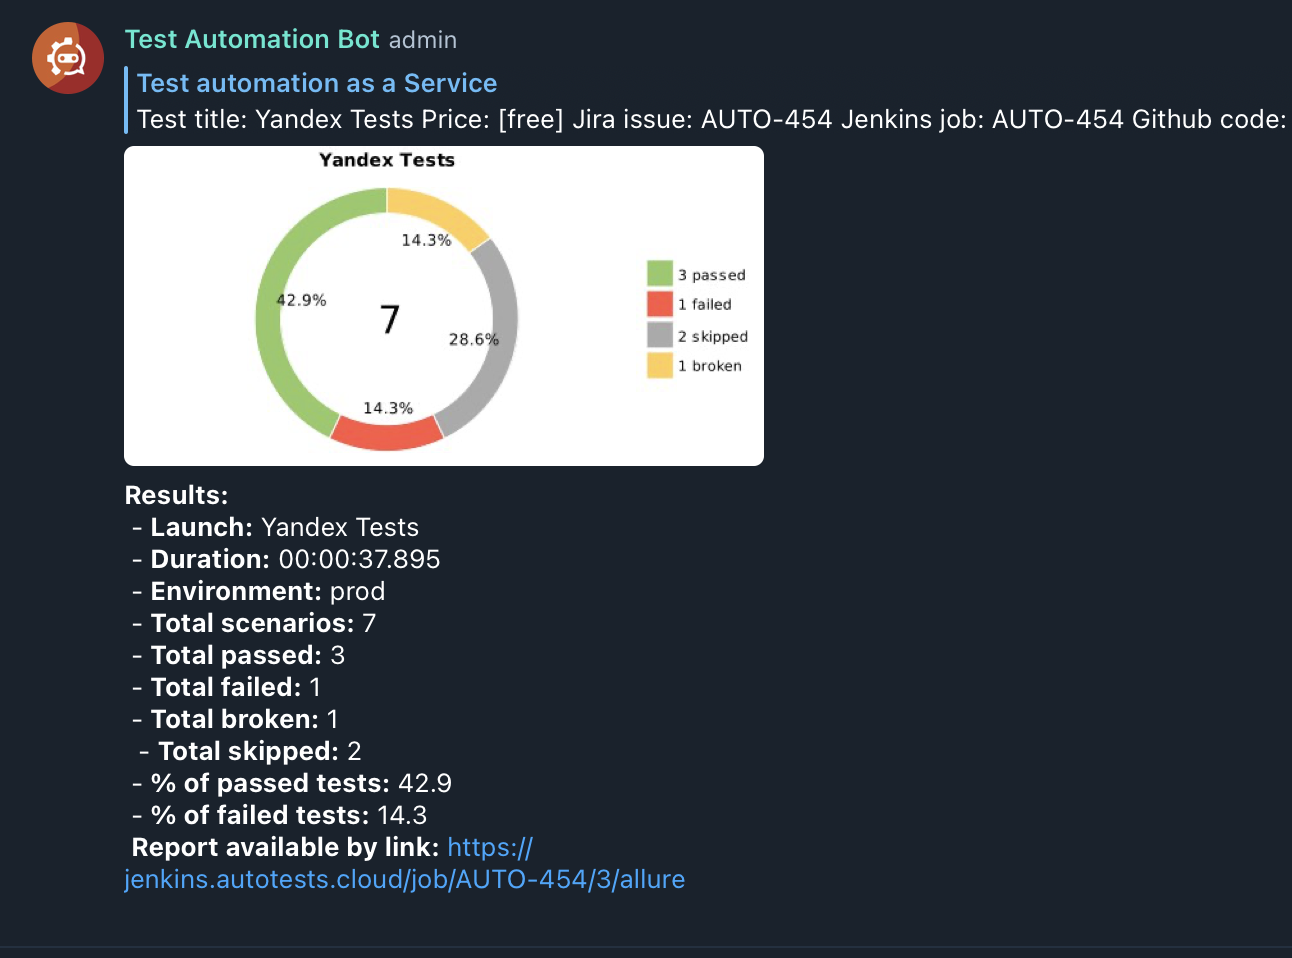 Test Automation Bot admin
Test automation as a Service
Test title: Yandex Tests Price: [free] Jira issue: AUTO-454 Jenkins job: AUTO-454 Github code:
Yandex Tests
14.3%
42.9%
7
28.6%
14.3%
3 passed
1 failed
2 skipped
1 broken
Results:
- Launch: Yandex Tests
- Duration: 00:00:37.895
- Environment: prod
- Total scenarios: 7
- Total passed: 3
- Total failed: 1
- Total broken: 1
- Total skipped: 2
- % of passed tests: 42.9
- % of failed tests: 14.3
Report available by link: https://
jenkins.autotests.cloud/job/AUTO-454/3/allure